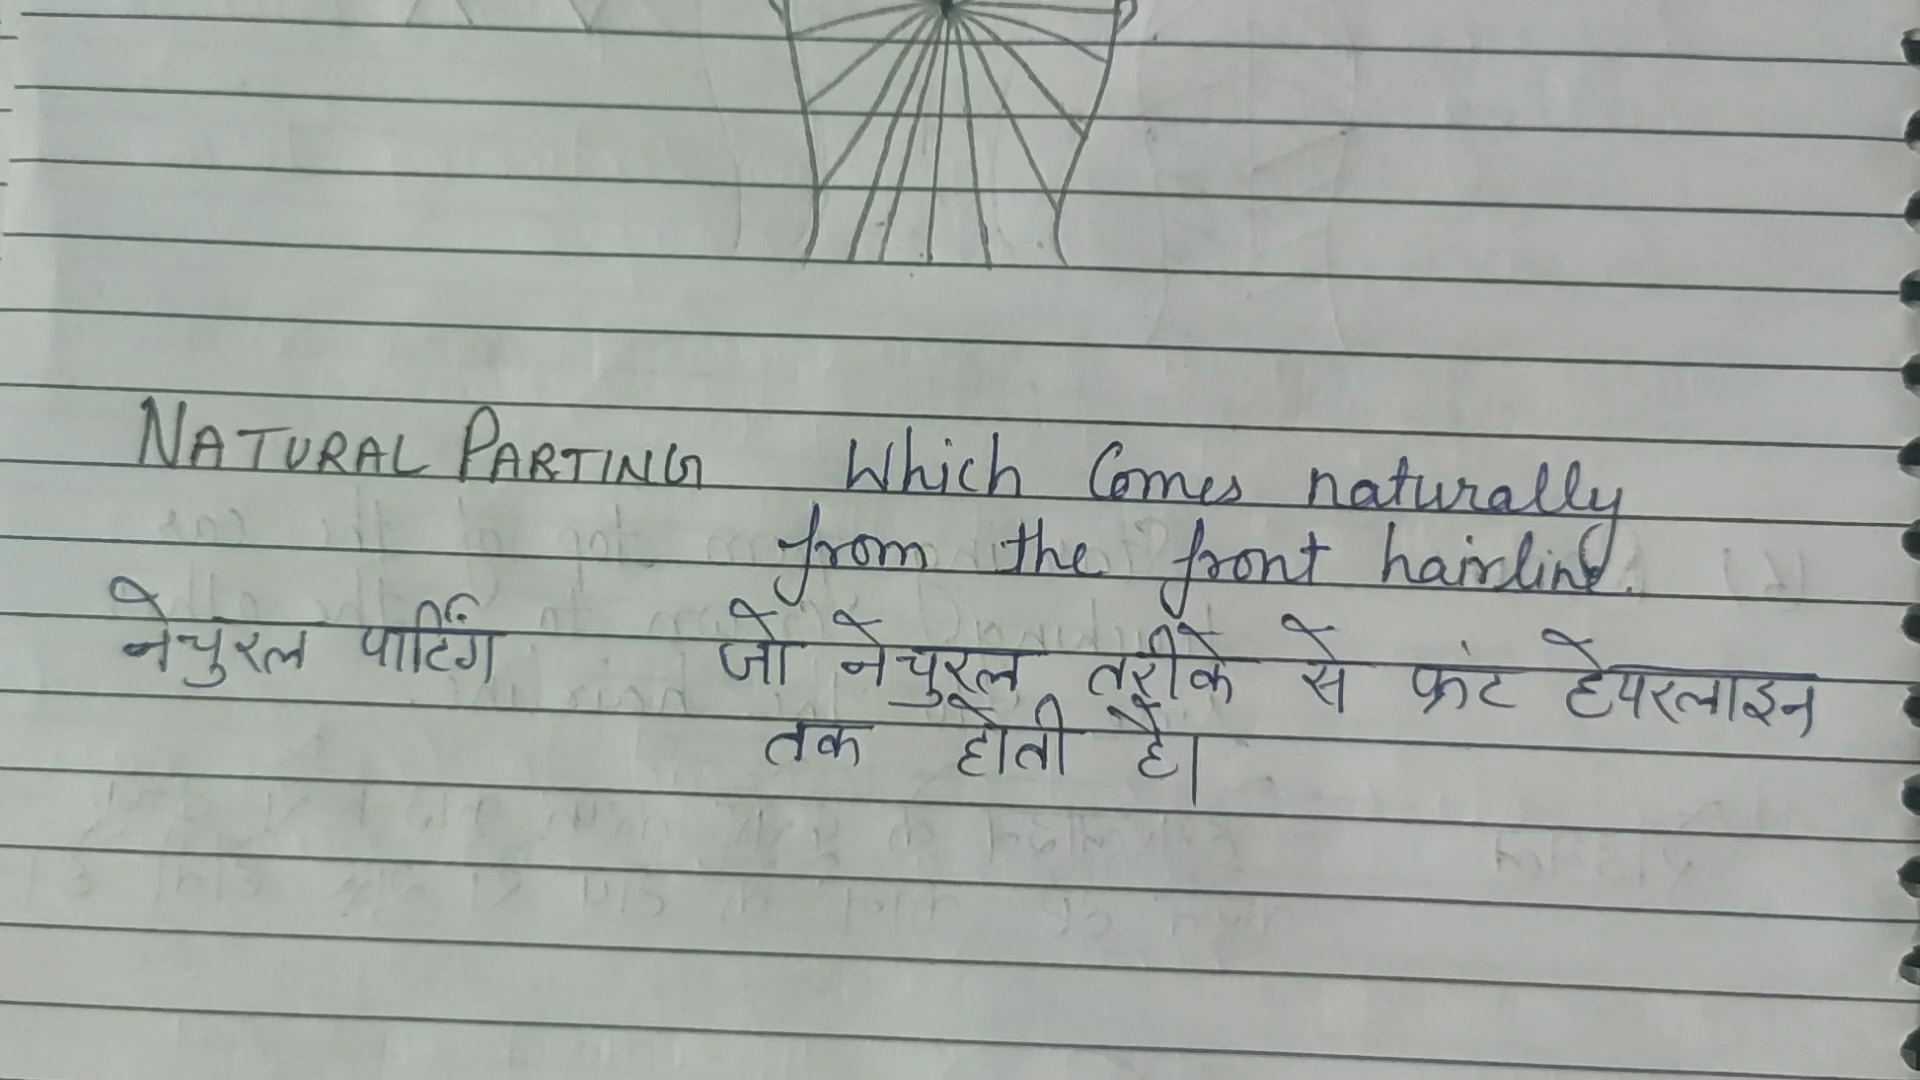 NATURAL PARTING Which Comes naturally
from the front hairline.
नेचुरल पार्टिंग जो नेचुरल तरीके से फ्रंट हेयरलाइन
तक होती है।